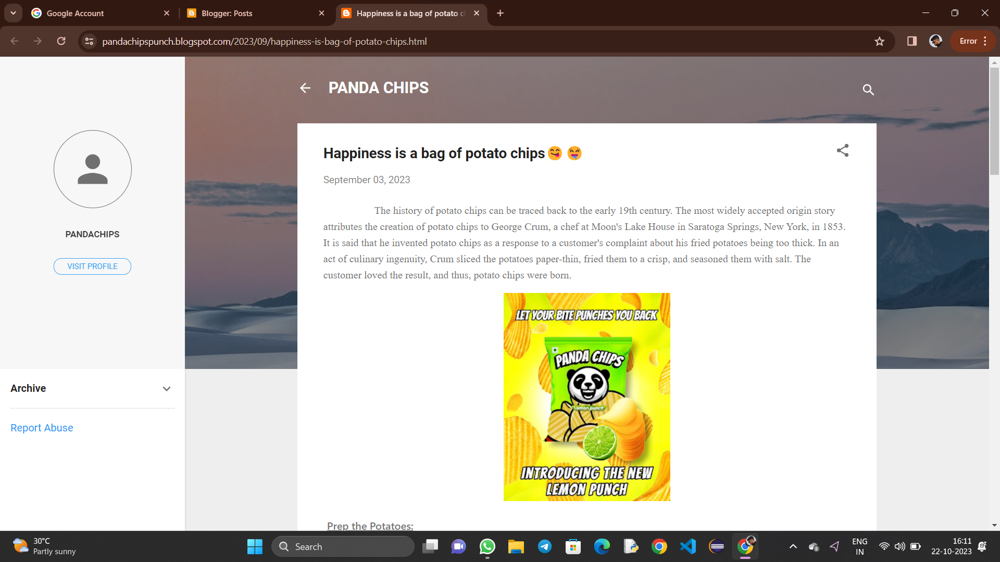 Google Account
Blogger: Posts
Happiness is a bag of potato c
pandachipspunch.blogspot.com/2023/09/happiness-is-bag-of-potato-chips.html
Error
PANDA CHIPS
Happiness is a bag of potato chips😋 😝
September 03, 2023
The history of potato chips can be traced back to the early 19th century. The most widely accepted origin story
attributes the creation of potato chips to George Crum, a chef at Moon's Lake House in Saratoga Springs, New York, in 1853.
It is said that he invented potato chips as a response to a customer's complaint about his fried potatoes being too thick. In an
act of culinary ingenuity, Crum sliced the potatoes paper-thin, fried them to a crisp, and seasoned them with salt. The
customer loved the result, and thus, potato chips were born.
PANDACHIPS
VISIT PROFILE
Archive
Report Abuse
LET YOUR BITE PUNCHES YOU BACK
PANDA CHIPS
Lemon punch
INTRODUCING THE NEW
LEMON PUNCH
Prep the Potatoes:
30°C
Partly sunny
Search
ENG
IN
16:11
22-10-2023